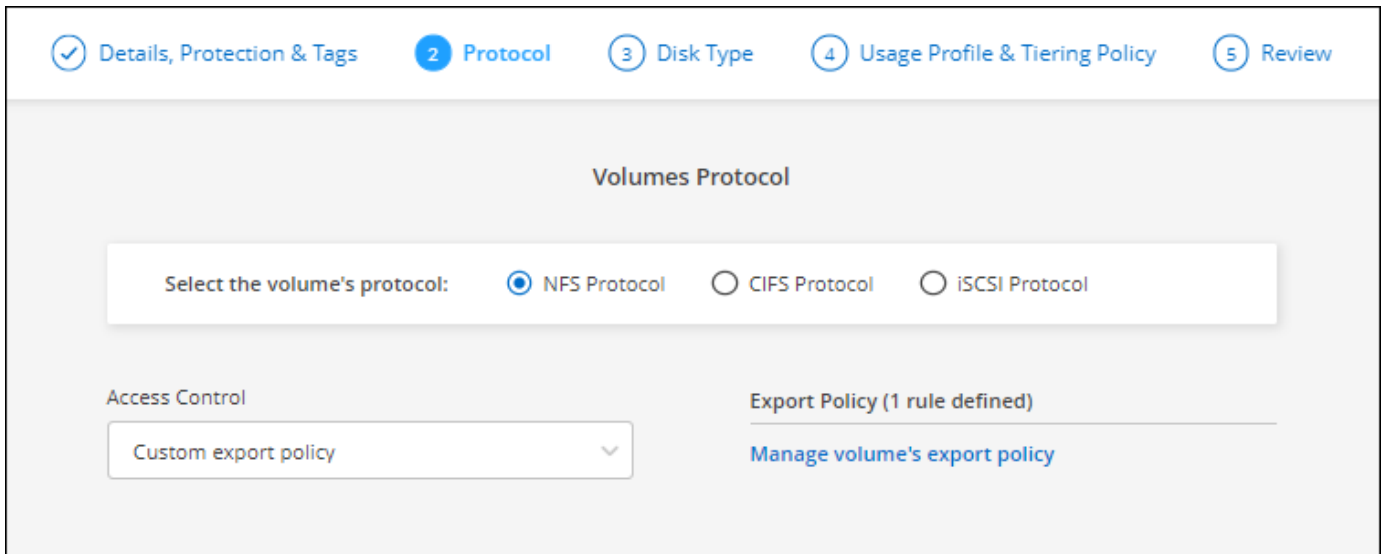 Details, Protection & Tags 2 Protocol 3 Disk Type 4 Usage Profile & Tiering Policy 5 Review
Volumes Protocol
Select the volume's protocol: NFS Protocol CIFS Protocol iSCSI Protocol
Access Control
Export Policy (1 rule defined)
Custom export policy
Manage volume's export policy